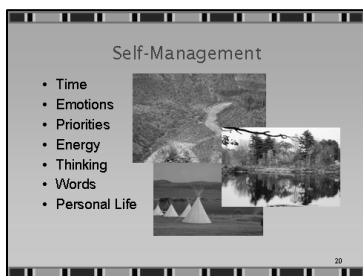 Self-Management
• Time
• Emotions
• Priorities
• Energy
• Thinking
• Words
• Personal Life
20